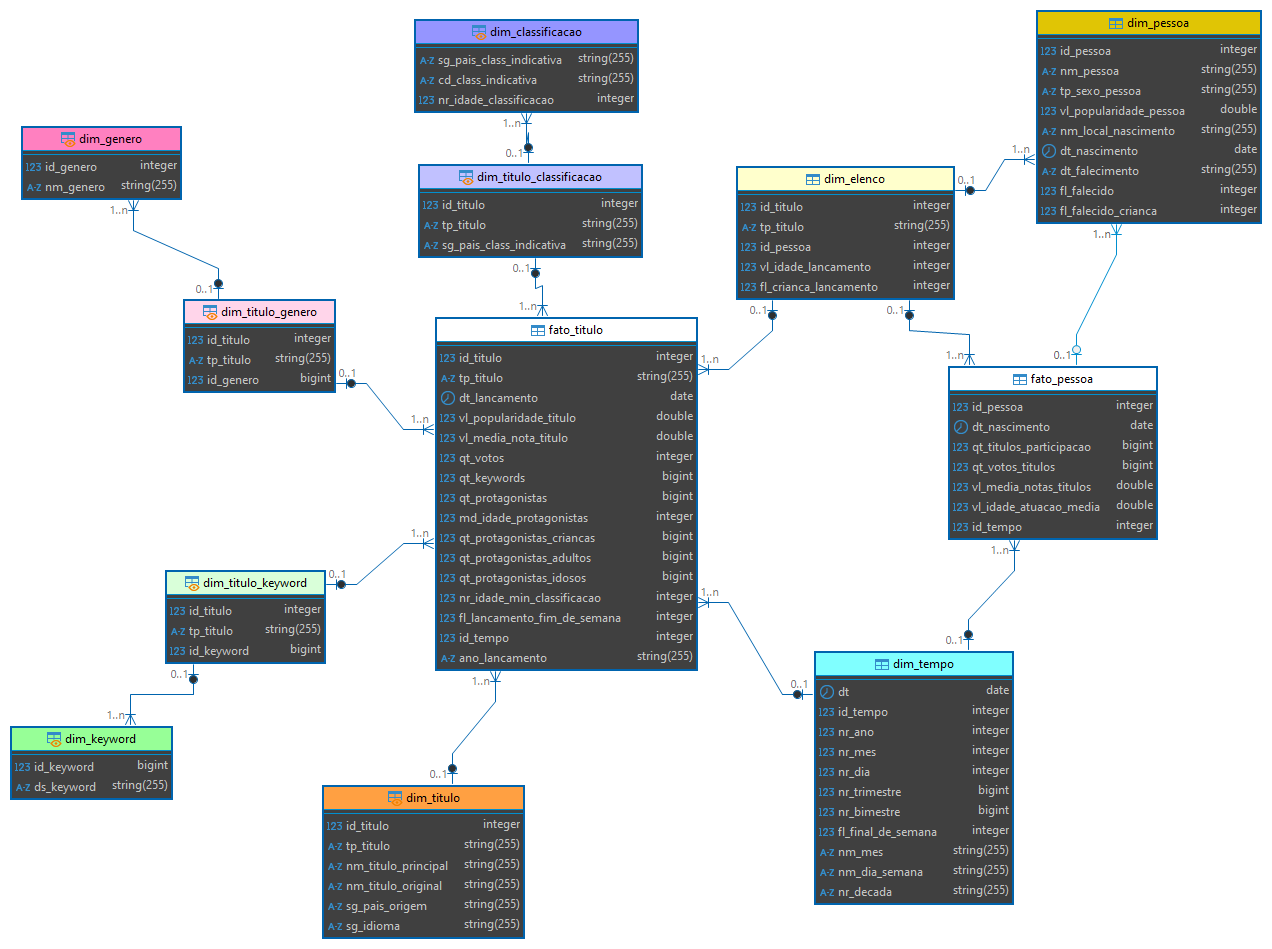 dim_classificacao
A-Z sg_pais_class_indicativa string(255)
A-Z cd_class_indicativa string(255)
123 nr_idade_classificacao integer
1..n
0..1
dim_pessoa
123 id_pessoa integer
A-Z nm_pessoa string(255)
A-Z tp_sexo_pessoa string(255)
123 vl_popularidade_pessoa double
A-Z nm_local_nascimento string(255)
dt_nascimento date
A-Z dt_falecimento string(255)
123 fl_falecido integer
123 fl_falecido_crianca integer
1..n
1..n
dim_genero
123 id_genero integer
A-Z nm_genero string(255)
1..n
0..1
dim_titulo_classificacao
123 id_titulo integer
A-Z tp_titulo string(255)
A-Z sg_pais_class_indicativa string(255)
0..1
1..n
dim_elenco
123 id_titulo integer
A-Z tp_titulo string(255)
123 id_pessoa integer
123 vl_idade_lancamento integer
123 fl_crianca_lancamento integer
0..1
0..1
0..1
1..n
1..n
dim_titulo_genero
123 id_titulo integer
A-Z tp_titulo string(255)
123 id_genero bigint
0..1
1..n
fato_titulo
123 id_titulo integer
A-Z tp_titulo string(255)
dt_lancamento date
123 vl_popularidade_titulo double
123 vl_media_nota_titulo double
123 qt_votos integer
123 qt_keywords bigint
123 qt_protagonistas bigint
123 md_idade_protagonistas integer
123 qt_protagonistas_criancas bigint
123 qt_protagonistas_adultos bigint
123 qt_protagonistas_idosos bigint
123 nr_idade_min_classificacao integer
123 fl_lancamento_fim_de_semana integer
123 id_tempo integer
A-Z ano_lancamento string(255)
1..n
1..n
1..n
0..1
fato_pessoa
123 id_pessoa integer
dt_nascimento date
123 qt_titulos_participacao bigint
123 qt_votos_titulos bigint
123 vl_media_notas_titulos double
123 vl_idade_atuacao_media double
123 id_tempo integer
1..n
0..1
dim_titulo_keyword
123 id_titulo integer
A-Z tp_titulo string(255)
123 id_keyword bigint
0..1
0..1
1..n
dim_keyword
123 id_keyword bigint
A-Z ds_keyword string(255)
0..1
dim_titulo
123 id_titulo integer
A-Z tp_titulo string(255)
A-Z nm_titulo_principal string(255)
A-Z nm_titulo_original string(255)
A-Z sg_pais_origem string(255)
A-Z sg_idioma string(255)
0..1
dim_tempo
dt date
123 id_tempo integer
123 nr_ano integer
123 nr_mes integer
123 nr_dia integer
123 nr_trimestre bigint
123 nr_bimestre bigint
123 fl_final_de_semana integer
A-Z nm_mes string(255)
A-Z nm_dia_semana string(255)
A-Z nr_decada string(255)